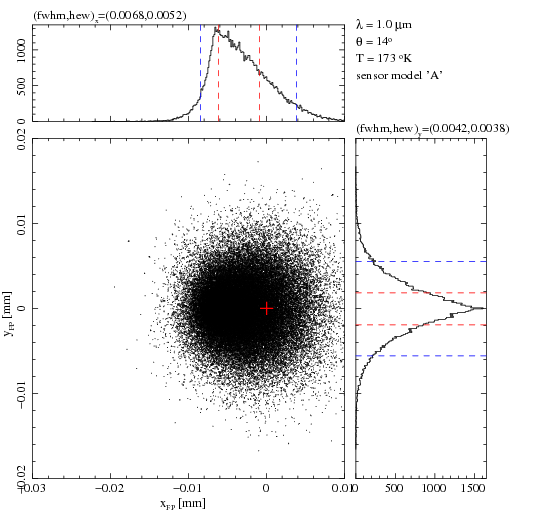 (fwhm,hew)x=(0.0068,0.0052)
λ = 1.0 μm
θ = 14º
T = 173 ºK
sensor model 'A'
1000
500
0
(fwhm,hew)y=(0.0042,0.0038)
0.02
0.01
0
−0.01
−0.02
yFP [mm]
−0.03 −0.02 −0.01 0 0.01
xFP [mm]
0 500 1000 1500